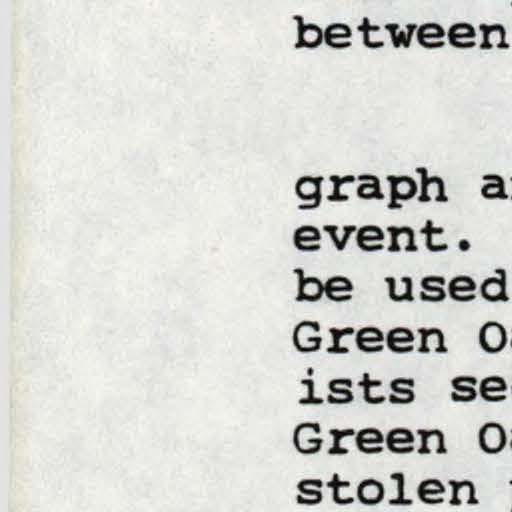 between
graph a
event.
be used
Green O
ists se
Green O
stolen